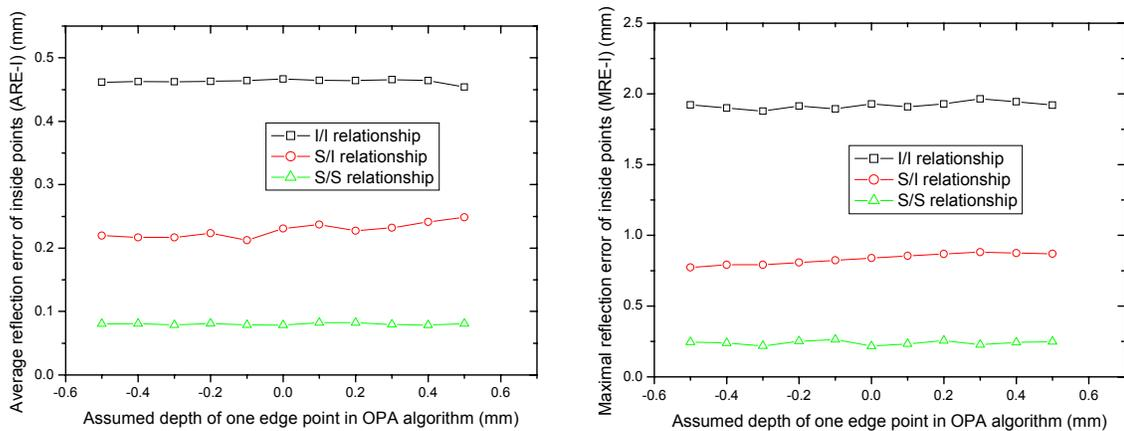 Average reflection error of inside points (ARE-I) (mm)
0.5
0.4
0.3
0.2
0.1
0.0
I/I relationship
S/I relationship
S/S relationship
-0.6
-0.4
-0.2
0.0
0.2
0.4
0.6
Assumed depth of one edge point in OPA algorithm (mm)
Maximal reflection error of inside points (MRE-I) (mm)
2.5
2.0
1.5
1.0
0.5
0.0
I/I relationship
S/I relationship
S/S relationship
-0.6
-0.4
-0.2
0.0
0.2
0.4
0.6
Assumed depth of one edge point in OPA algorithm (mm)